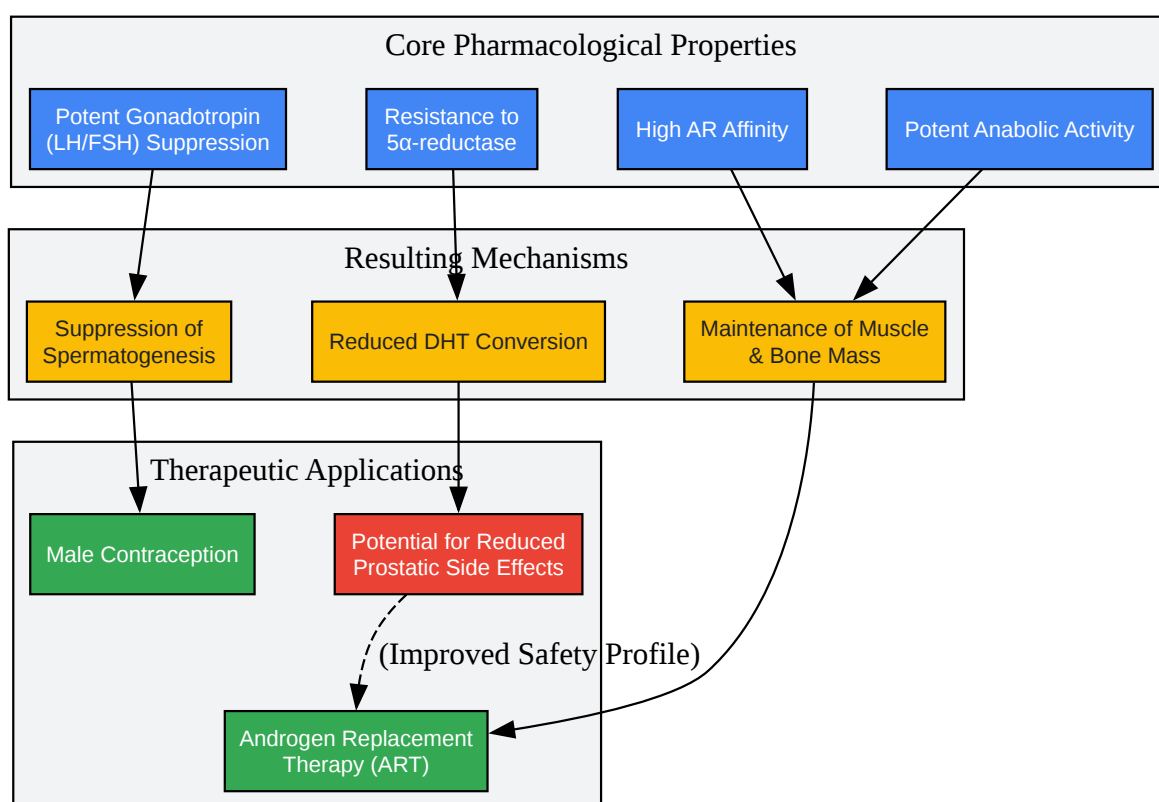 Core Pharmacological Properties
Potent Gonadotropin
(LH/FSH) Suppression
Resistance to
5α-reductase
High AR Affinity
Potent Anabolic Activity
Resulting Mechanisms
Suppression of
Spermatogenesis
Reduced DHT Conversion
Maintenance of Muscle
& Bone Mass
Therapeutic Applications
Male Contraception
Potential for Reduced
Prostatic Side Effects
(Improved Safety Profile)
Androgen Replacement
Therapy (ART)